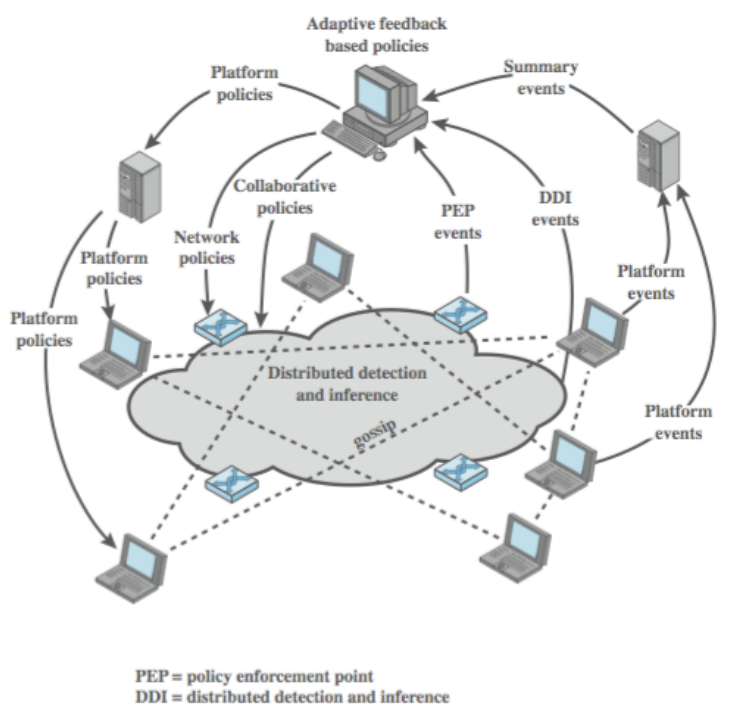 Adaptive feedback
based policies
Platform
policies
Summary
events
Collaborative
policies
PEP
events
DDI
events
Network
policies
Platform
policies
Platform
events
Platform
policies
Distributed detection
and inference
gossip
Platform
events
PEP = policy enforcement point
DDI = distributed detection and inference